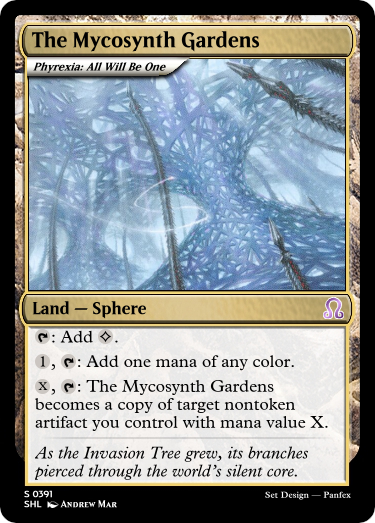 The Mycosynth Gardens
Phyrexia: All Will Be One
Land — Sphere
: Add .
1, : Add one mana of any color.
X, : The Mycosynth Gardens
becomes a copy of target nontoken
artifact you control with mana value X.
As the Invasion Tree grew, its branches
pierced through the world's silent core.
S 0391
SHL Andrew Mar
Set Design — Panfex